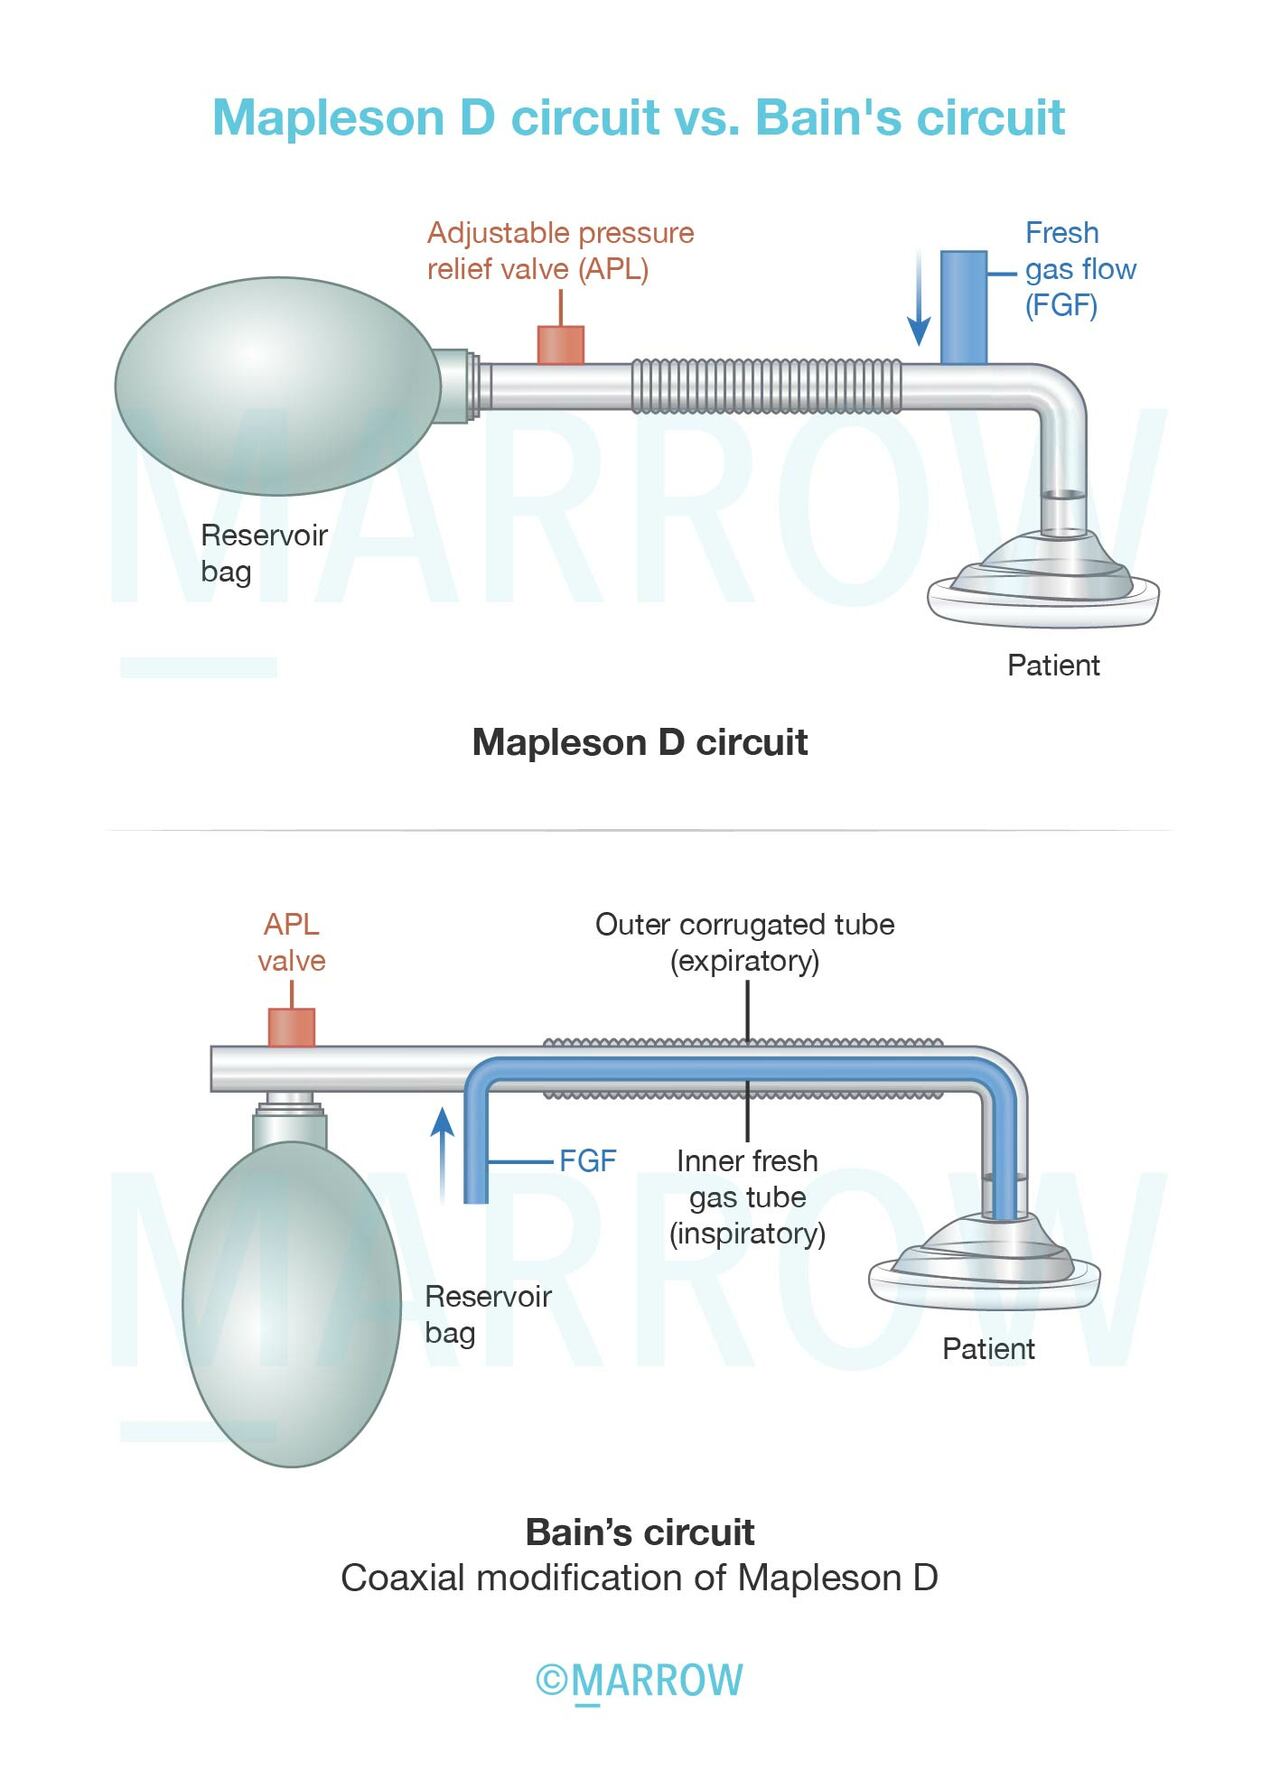 Mapleson D circuit vs. Bain's circuit
Adjustable pressure
relief valve (APL)
Fresh
gas flow
(FGF)
Reservoir
bag
Patient
MARROW
Mapleson D circuit
APL
valve
Outer corrugated tube
(expiratory)
FGF
Inner fresh
gas tube
(inspiratory)
Reservoir
bag
Patient
MARROW
Bain’s circuit
Coaxial modification of Mapleson D
©MARROW